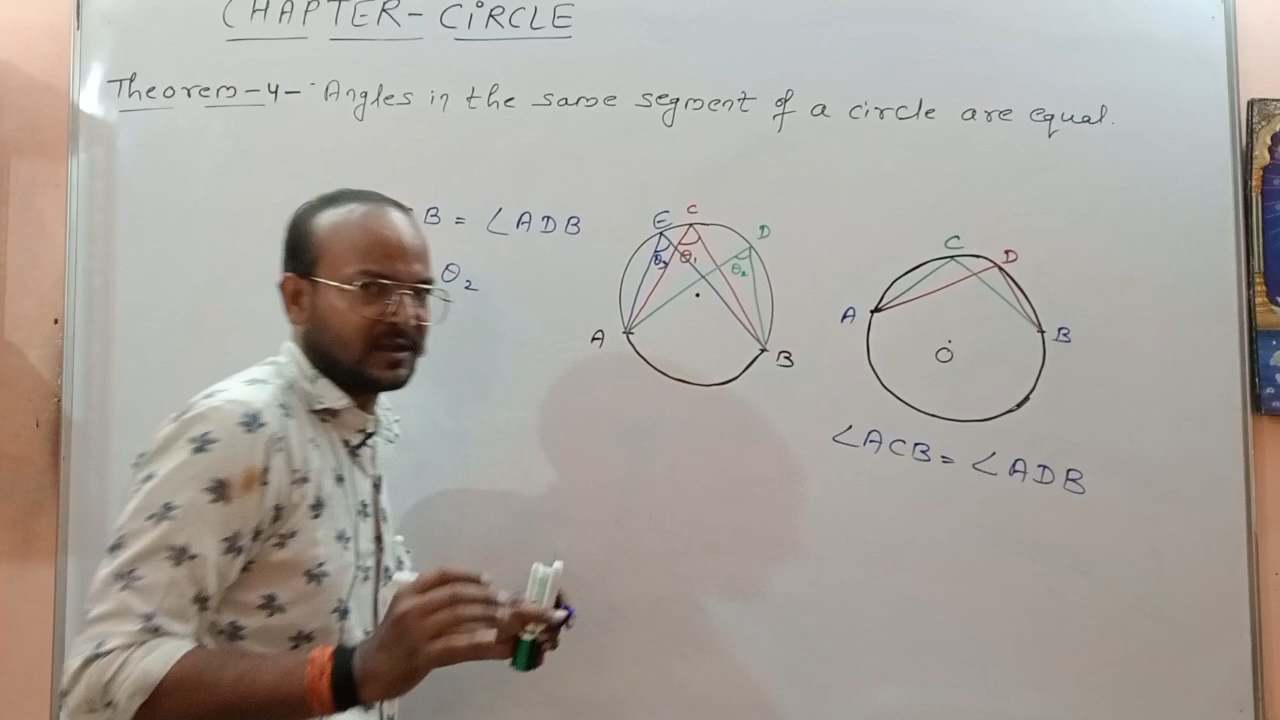 CHAPTER-CIRCLE
Theorem-4- Angles in the same segment of a circle are equal.
B = ∠ADB
θ2
E C D
θ3 θ1 θ2
A B
C D
A B
O
∠ACB = ∠ADB